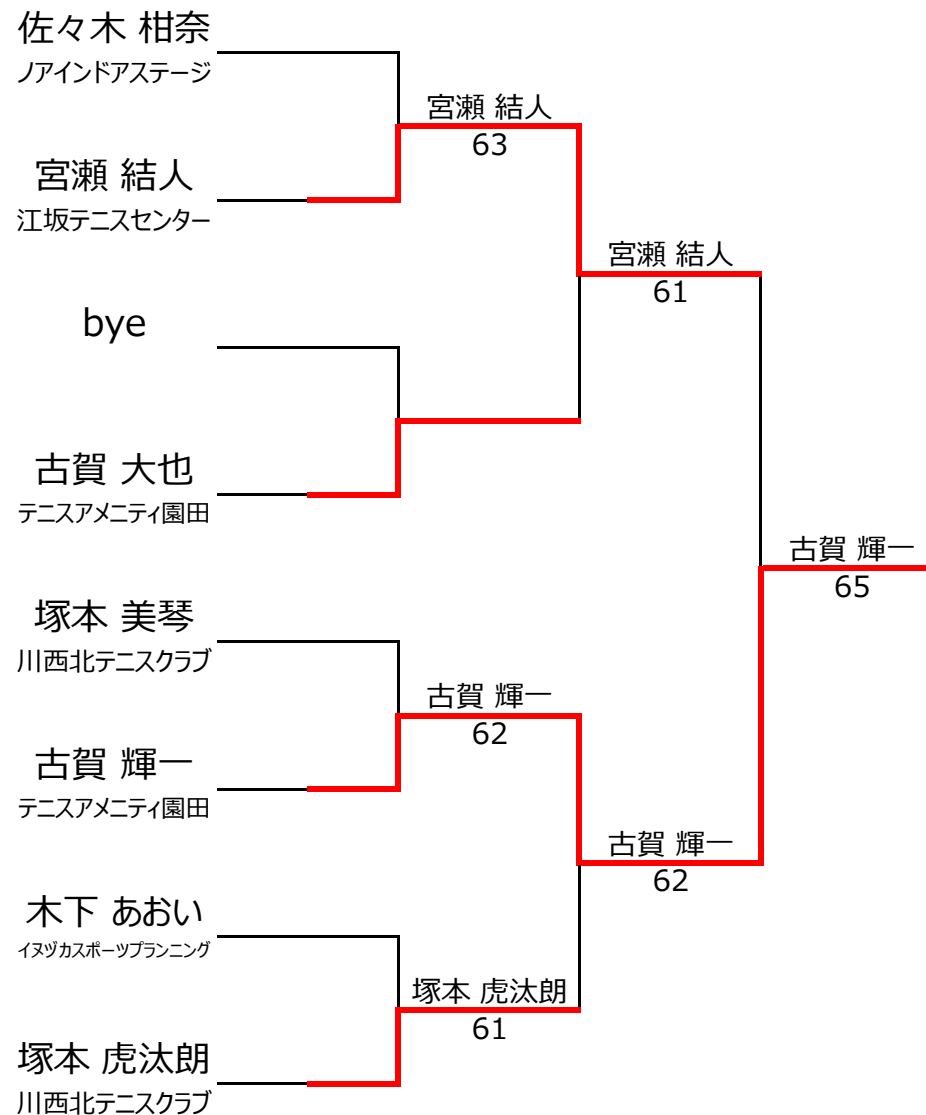 佐々木 柑奈
ノアインドアステージ
宮瀬 結人
63
宮瀬 結人
江坂テニスセンター
宮瀬 結人
61
bye
古賀 大也
テニスアメニティ園田
古賀 輝一
65
塚本 美琴
川西北テニスクラブ
古賀 輝一
62
古賀 輝一
テニスアメニティ園田
古賀 輝一
62
木下 あおい
イヌヅカスポーツプランニング
塚本 虎汰朗
61
塚本 虎汰朗
川西北テニスクラブ